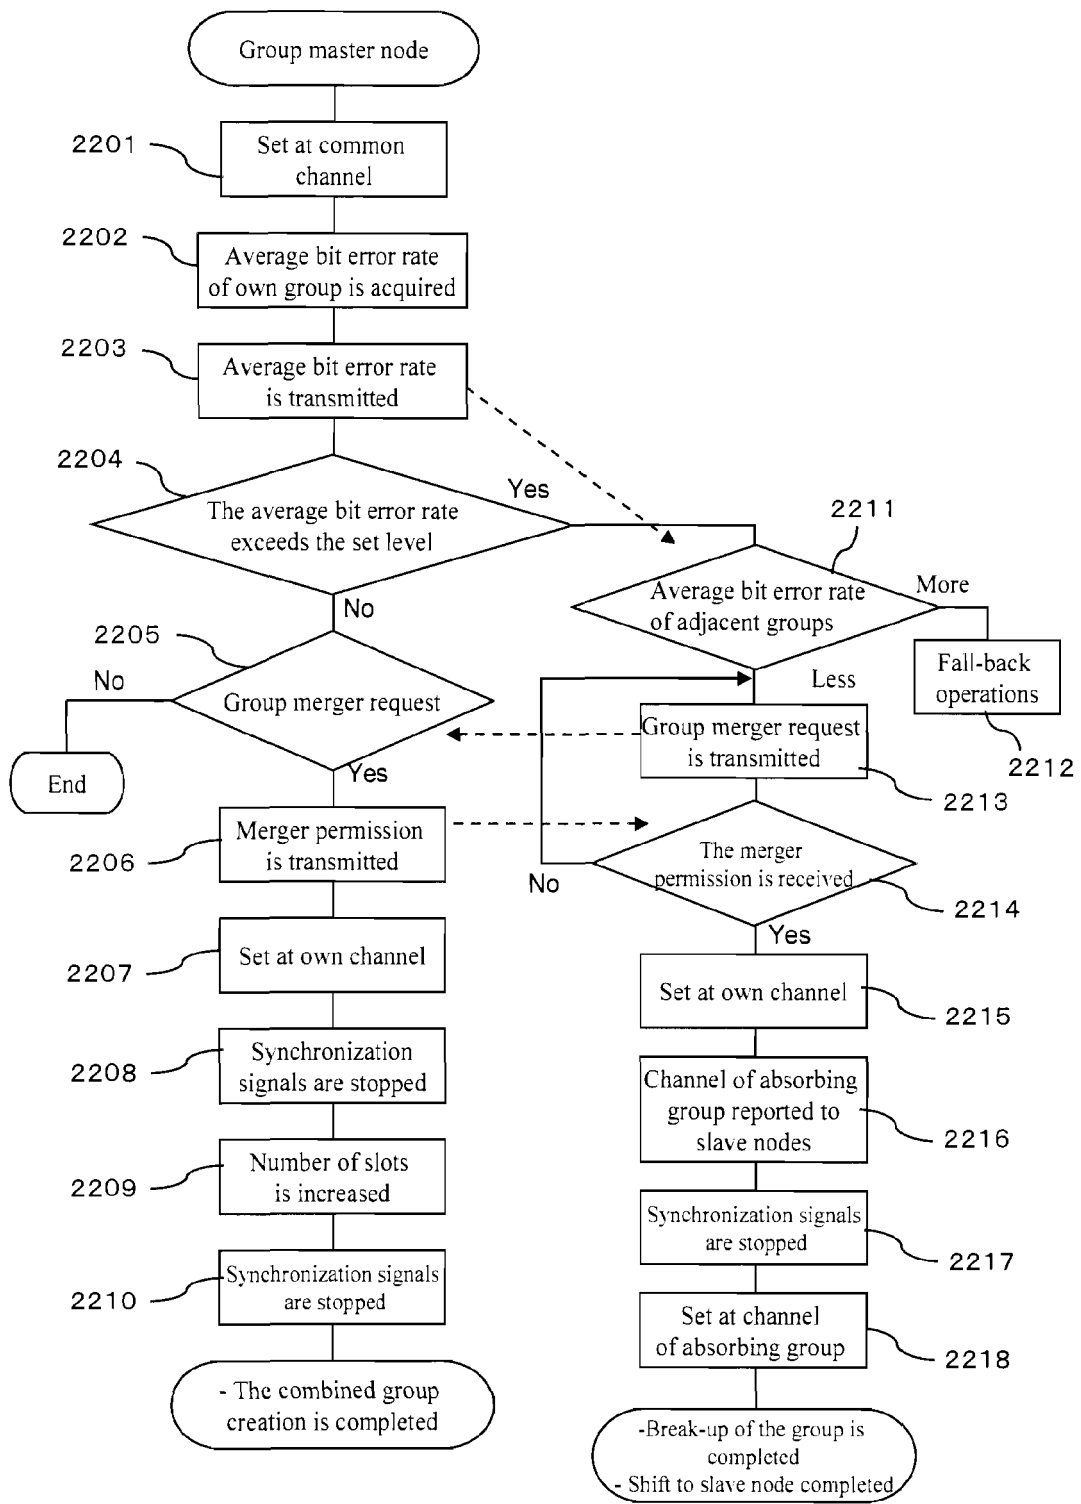 Group master node
2201
Set at common
channel
2202
Average bit error rate
of own group is acquired
2203
Average bit error rate
is transmitted
2204
The average bit error rate
exceeds the set level
Yes
No
2205
Group merger request
No
End
Yes
2206
Merger permission
is transmitted
2207
Set at own channel
2208
Synchronization
signals are stopped
2209
Number of slots
is increased
2210
Synchronization signals
are stopped
- The combined group
creation is completed
2211
Average bit error rate
of adjacent groups
More
Fall-back
operations
2212
Less
Group merger request
is transmitted
2213
The merger
permission is received
2214
No
Yes
Set at own channel
2215
Channel of absorbing
group reported to
slave nodes
2216
Synchronization signals
are stopped
2217
Set at channel
of absorbing group
2218
-Break-up of the group is
completed
- Shift to slave node completed